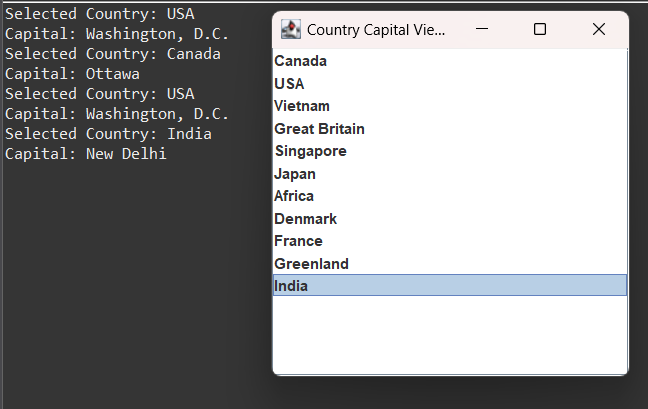 Selected Country: USA
Capital: Washington, D.C.
Selected Country: Canada
Capital: Ottawa
Selected Country: USA
Capital: Washington, D.C.
Selected Country: India
Capital: New Delhi
Country Capital Vie...
Canada
USA
Vietnam
Great Britain
Singapore
Japan
Africa
Denmark
France
Greenland
India